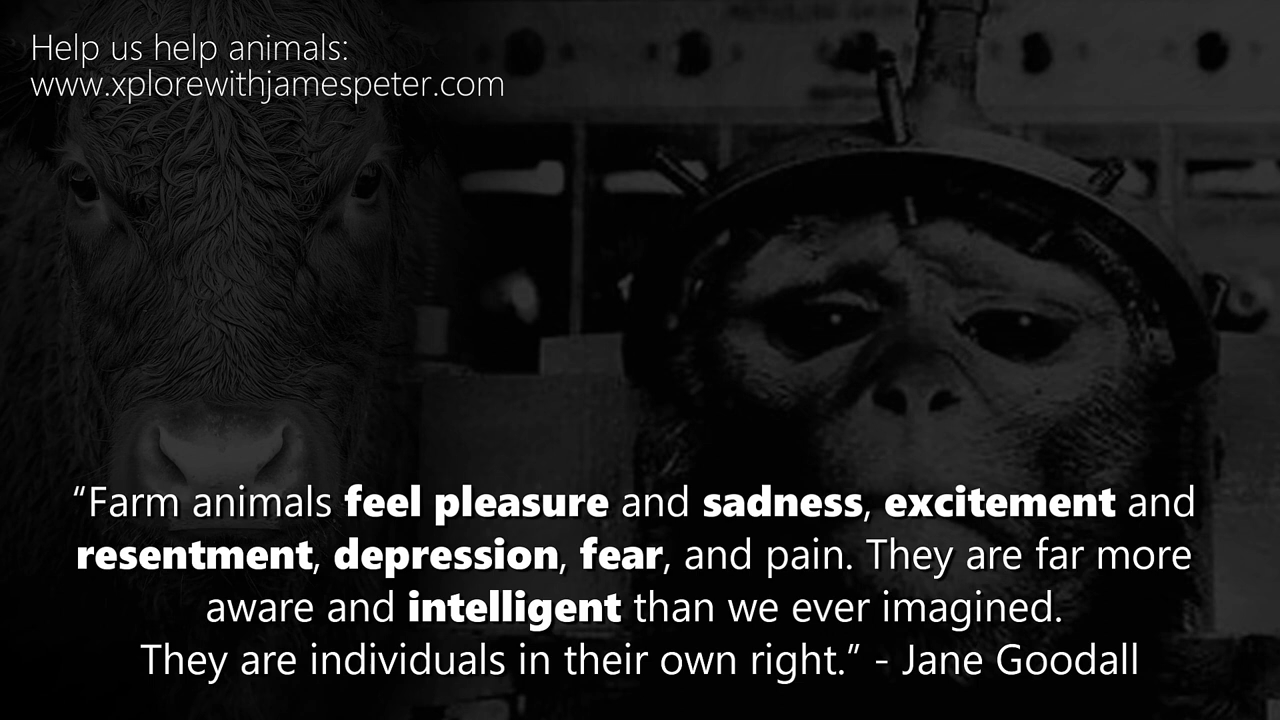 Help us help animals:
www.xplorewithjamespeter.com
“Farm animals feel pleasure and sadness, excitement and
resentment, depression, fear, and pain. They are far more
aware and intelligent than we ever imagined.
They are individuals in their own right.” - Jane Goodall